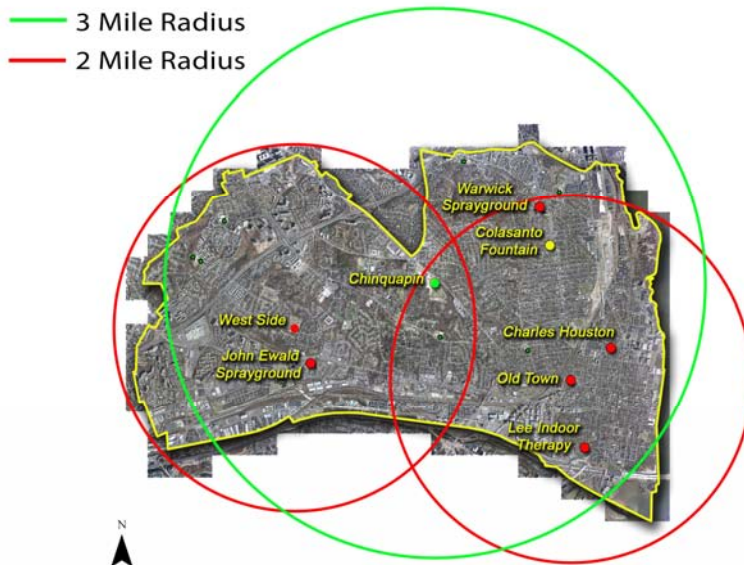 3 Mile Radius
2 Mile Radius
Warwick
Sprayground
Colasanto
Fountain
Chinquapin
West Side
John Ewald
Sprayground
Charles Houston
Old Town
Lee Indoor
Therapy
N